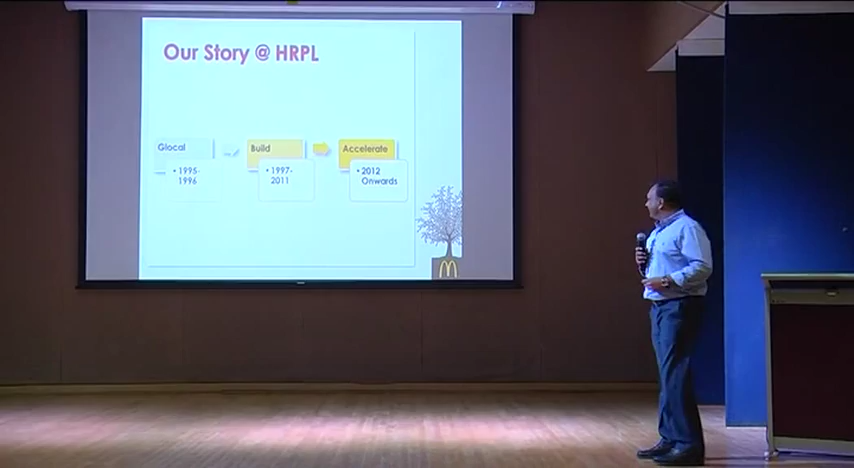 Our Story @ HRPL
Glocal
• 1995-
1996
Build
• 1997-
2011
Accelerate
• 2012
Onwards